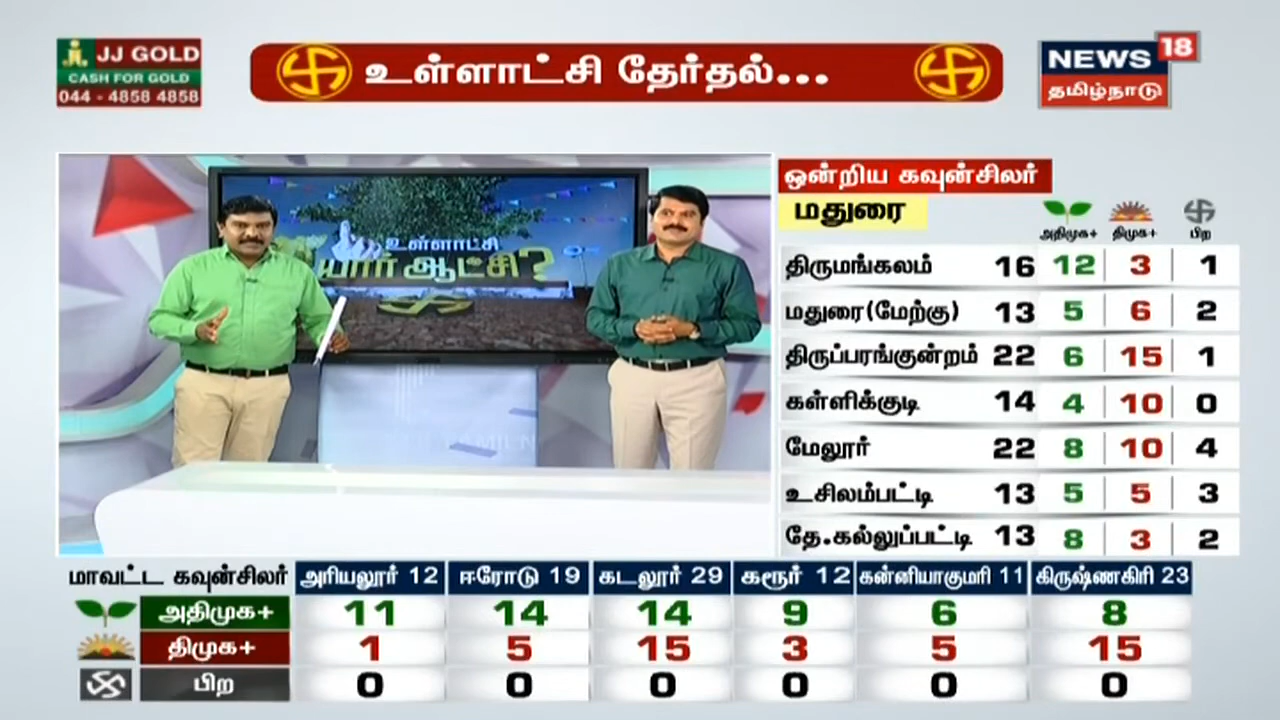 JJ GOLD
CASH FOR GOLD
044 - 4858 4858
உள்ளாட்சி தேர்தல்...
NEWS 18
தமிழ்நாடு
உள்ளாட்சி
யார் ஆட்சி?
ஒன்றிய கவுன்சிலர்
மதுரை
அதிமுக+ திமுக+ பிற
திருமங்கலம் 16 12 3 1
மதுரை(மேற்கு) 13 5 6 2
திருப்பரங்குன்றம் 22 6 15 1
கள்ளிக்குடி 14 4 10 0
மேலூர் 22 8 10 4
உசிலம்பட்டி 13 5 5 3
தே.கல்லுப்பட்டி 13 8 3 2
மாவட்ட கவுன்சிலர் அரியலூர் 12 ஈரோடு 19 கடலூர் 29 கரூர் 12 கன்னியாகுமரி 11 கிருஷ்ணகிரி 23
அதிமுக+ 11 14 14 9 6 8
திமுக+ 1 5 15 3 5 15
பிற 0 0 0 0 0 0